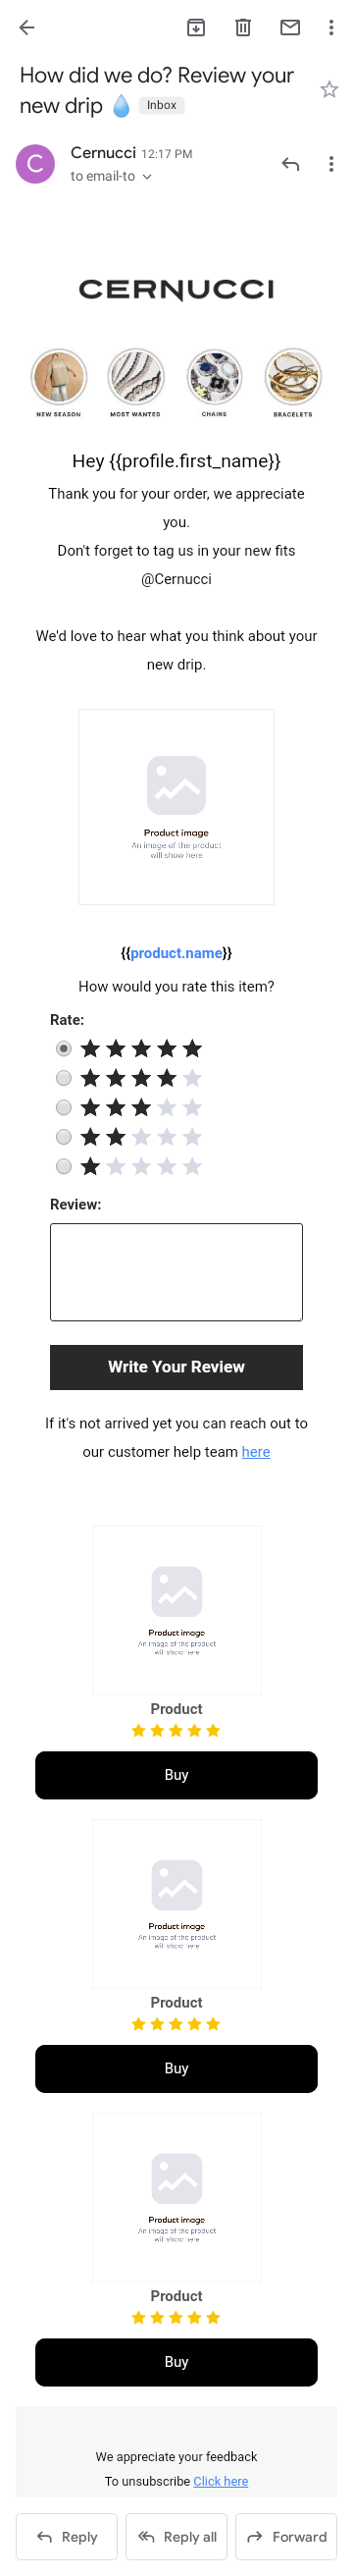 How did we do? Review your
new drip 💧 Inbox
C
Cernucci 12:17 PM
to email-to
CERNUCCI
NEW SEASON MOST WANTED CHAINS BRACELETS
Hey {{profile.first_name}}
Thank you for your order, we appreciate
you.
Don't forget to tag us in your new fits
@Cernucci
We'd love to hear what you think about your
new drip.
Product image
An image of the product
will show here
{{product.name}}
How would you rate this item?
Rate:
Review:
Write Your Review
If it's not arrived yet you can reach out to
our customer help team here
Product image
An image of the product
will show here
Product
Buy
Product image
An image of the product
will show here
Product
Buy
Product image
An image of the product
will show here
Product
Buy
We appreciate your feedback
To unsubscribe Click here
Reply Reply all Forward